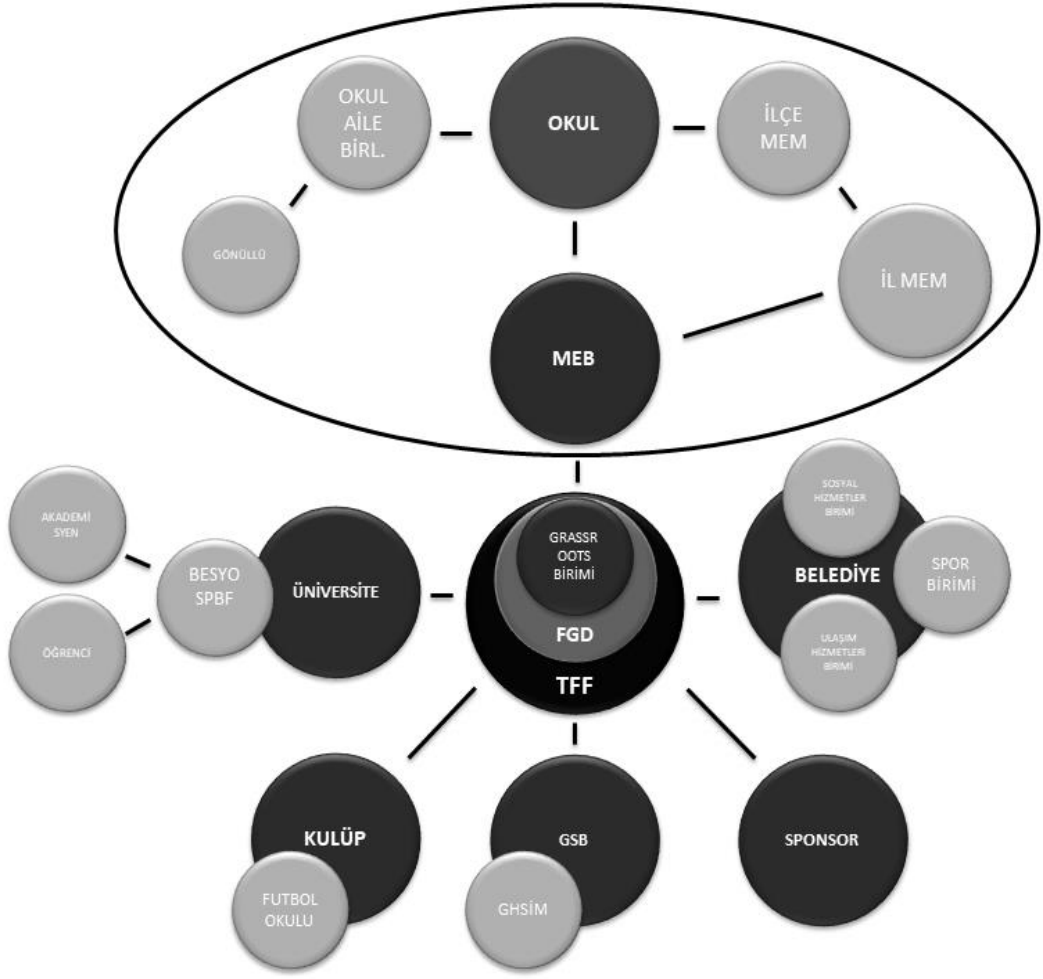 OKUL
AİLE
BİRL.
OKUL
İLÇE
MEM
GÖNÜLLÜ
İL MEM
MEB
AKADEMİ
SYEN
BESYO
SPBF
ÖĞRENCİ
ÜNİVERSİTE
GRASSR
OOTS
BİRİMİ
FGD
TFF
SOSYAL
HİZMETLER
BİRİMİ
BELEDİYE
SPOR
BİRİMİ
ULAŞIM
HİZMETLERİ
BİRİMİ
KULÜP
FUTBOL
OKULU
GSB
GHSİM
SPONSOR